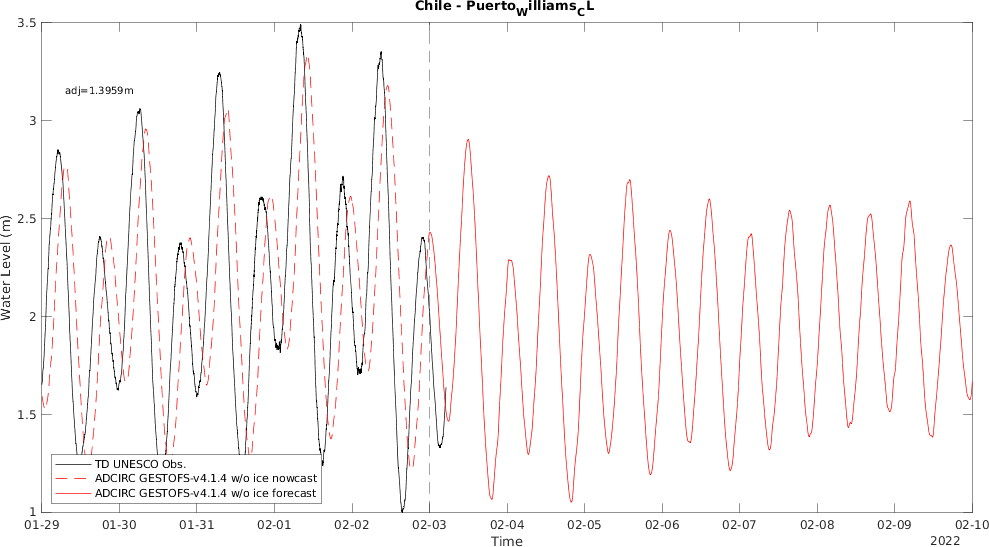 Chile - PuertoWilliamsCL
3.5
adj=1.3959m
3
2.5
Water Level (m)
2
1.5
TD UNESCO Obs.
ADCIRC GESTOFS-v4.1.4 w/o ice nowcast
ADCIRC GESTOFS-v4.1.4 w/o ice forecast
1
01-29 01-30 01-31 02-01 02-02 02-03 02-04 02-05 02-06 02-07 02-08 02-09 02-10
Time
2022